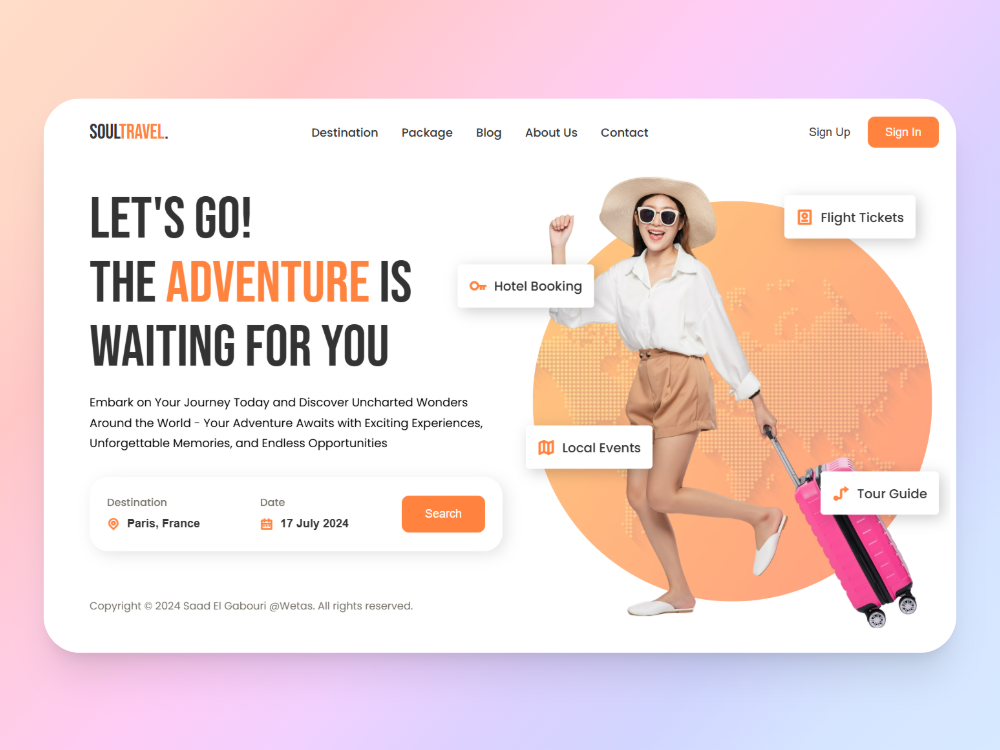 SOULTRAVEL.
Destination Package Blog About Us Contact
Sign Up Sign In
LET'S GO!
THE ADVENTURE IS
WAITING FOR YOU
Embark on Your Journey Today and Discover Uncharted Wonders
Around the World - Your Adventure Awaits with Exciting Experiences,
Unforgettable Memories, and Endless Opportunities
Destination
Paris, France
Date
17 July 2024
Search
Copyright © 2024 Saad El Gabouri @Wetas. All rights reserved.
Flight Tickets
Hotel Booking
Local Events
Tour Guide